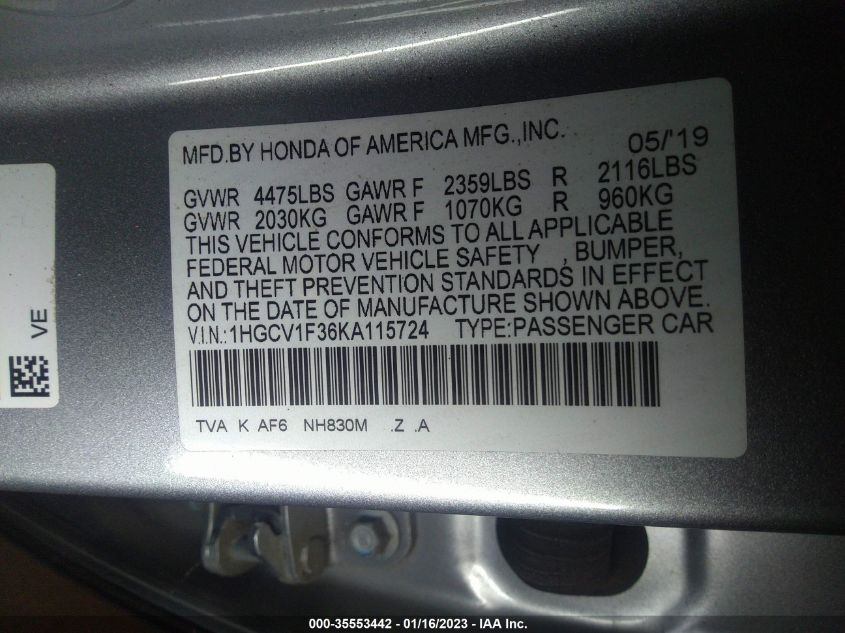 MFD.BY HONDA OF AMERICA MFG.,INC. 05/'19
GVWR 4475LBS GAWR F 2359LBS R 2116LBS
GVWR 2030KG GAWR F 1070KG R 960KG
THIS VEHICLE CONFORMS TO ALL APPLICABLE
FEDERAL MOTOR VEHICLE SAFETY , BUMPER,
AND THEFT PREVENTION STANDARDS IN EFFECT
ON THE DATE OF MANUFACTURE SHOWN ABOVE.
V.I.N.:1HGCV1F36KA115724 TYPE:PASSENGER CAR
TVA K AF6 NH830M .Z .A
VE
000-35553442 - 01/16/2023 - IAA Inc.